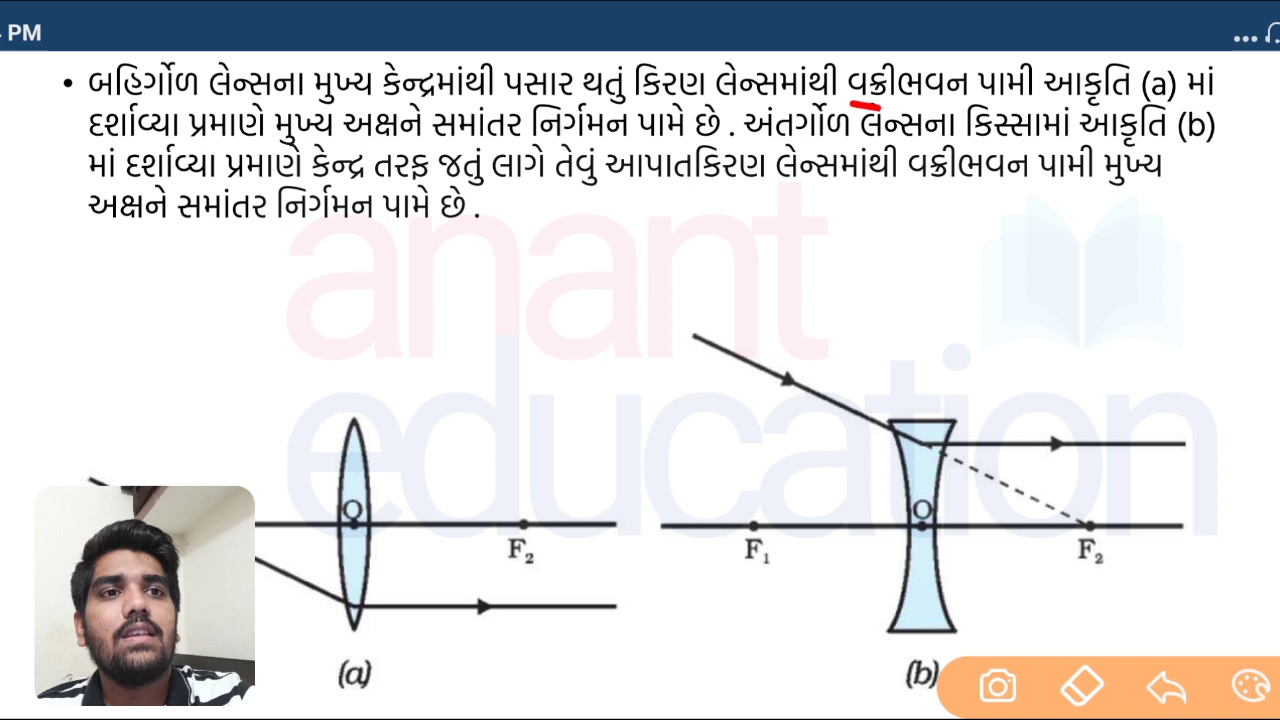 PM
• બહિર્ગોળ લેન્સના મુખ્ય કેન્દ્રમાંથી પસાર થતું કિરણ લેન્સમાંથી વક્રીભવન પામી આકૃતિ (a) માં
દર્શાવ્યા પ્રમાણે મુખ્ય અક્ષને સમાંતર નિર્ગમન પામે છે . અંતર્ગોળ લેન્સના કિસ્સામાં આકૃતિ (b)
માં દર્શાવ્યા પ્રમાણે કેન્દ્ર તરફ જતું લાગે તેવું આપાતકિરણ લેન્સમાંથી વક્રીભવન પામી મુખ્ય
અક્ષને સમાંતર નિર્ગમન પામે છે .
anant
education
O
F₂
(a)
O
F₁
F₂
(b)